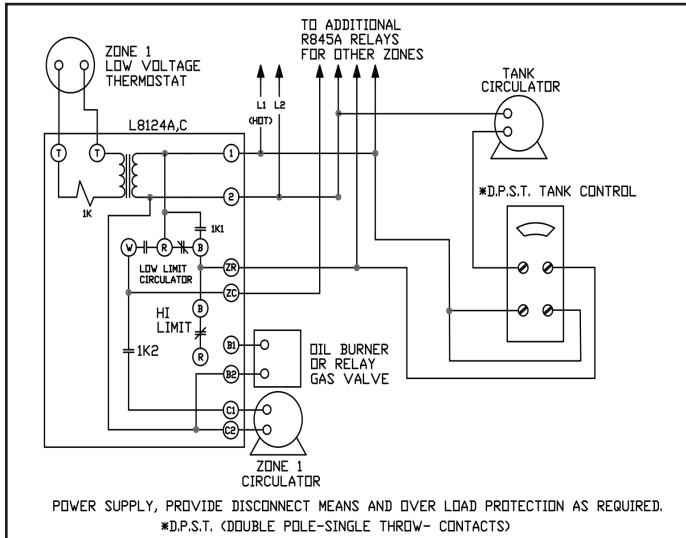 TO ADDITIONAL
R845A RELAYS
FOR OTHER ZONES
ZONE 1
LOW VOLTAGE
THERMOSTAT
TANK
CIRCULATOR
L1
(HOT)
L2
L8124A,C
T
T
1
1K
2
*D.P.S.T. TANK CONTROL
1K1
W
R
B
LOW LIMIT
CIRCULATOR
ZR
ZC
B
HI
LIMIT
R
1K2
B1
B2
OIL BURNER
OR RELAY
GAS VALVE
C1
C2
ZONE 1
CIRCULATOR
POWER SUPPLY, PROVIDE DISCONNECT MEANS AND OVER LOAD PROTECTION AS REQUIRED.
*D.P.S.T. (DOUBLE POLE-SINGLE THROW- CONTACTS)